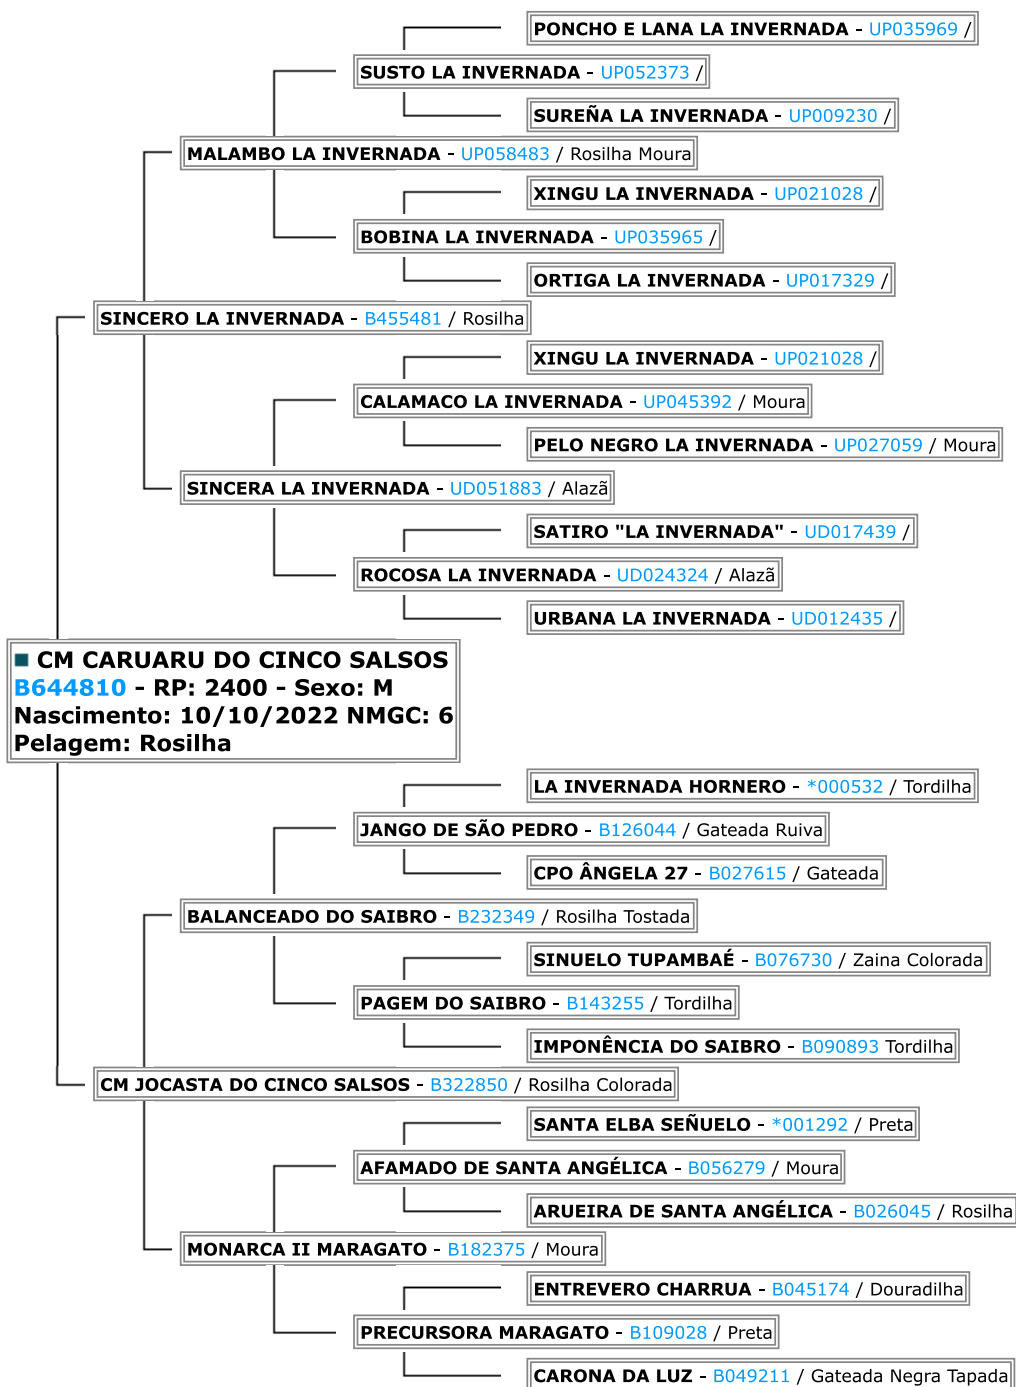 PONCHO E LANA LA INVERNADA - UP035969 /
SUSTO LA INVERNADA - UP052373 /
SUREÑA LA INVERNADA - UP009230 /
MALAMBO LA INVERNADA - UP058483 / Rosilha Moura
XINGU LA INVERNADA - UP021028 /
BOBINA LA INVERNADA - UP035965 /
ORTIGA LA INVERNADA - UP017329 /
SINCERO LA INVERNADA - B455481 / Rosilha
XINGU LA INVERNADA - UP021028 /
CALAMACO LA INVERNADA - UP045392 / Moura
PELO NEGRO LA INVERNADA - UP027059 / Moura
SINCERA LA INVERNADA - UD051883 / Alazã
SATIRO "LA INVERNADA" - UD017439 /
ROCOSA LA INVERNADA - UD024324 / Alazã
URBANA LA INVERNADA - UD012435 /
CM CARUARU DO CINCO SALSOS
B644810 - RP: 2400 - Sexo: M
Nascimento: 10/10/2022 NMGC: 6
Pelagem: Rosilha
LA INVERNADA HORNERO - *000532 / Tordilha
JANGO DE SÃO PEDRO - B126044 / Gateada Ruiva
CPO ÂNGELA 27 - B027615 / Gateada
BALANCEADO DO SAIBRO - B232349 / Rosilha Tostada
SINUELO TUPAMBAÉ - B076730 / Zaina Colorada
PAGEM DO SAIBRO - B143255 / Tordilha
IMPONÊNCIA DO SAIBRO - B090893 Tordilha
CM JOCASTA DO CINCO SALSOS - B322850 / Rosilha Colorada
SANTA ELBA SEÑUELO - *001292 / Preta
AFAMADO DE SANTA ANGÉLICA - B056279 / Moura
ARUEIRA DE SANTA ANGÉLICA - B026045 / Rosilha
MONARCA II MARAGATO - B182375 / Moura
ENTREVERO CHARRUA - B045174 / Douradilha
PRECURSORA MARAGATO - B109028 / Preta
CARONA DA LUZ - B049211 / Gateada Negra Tapada